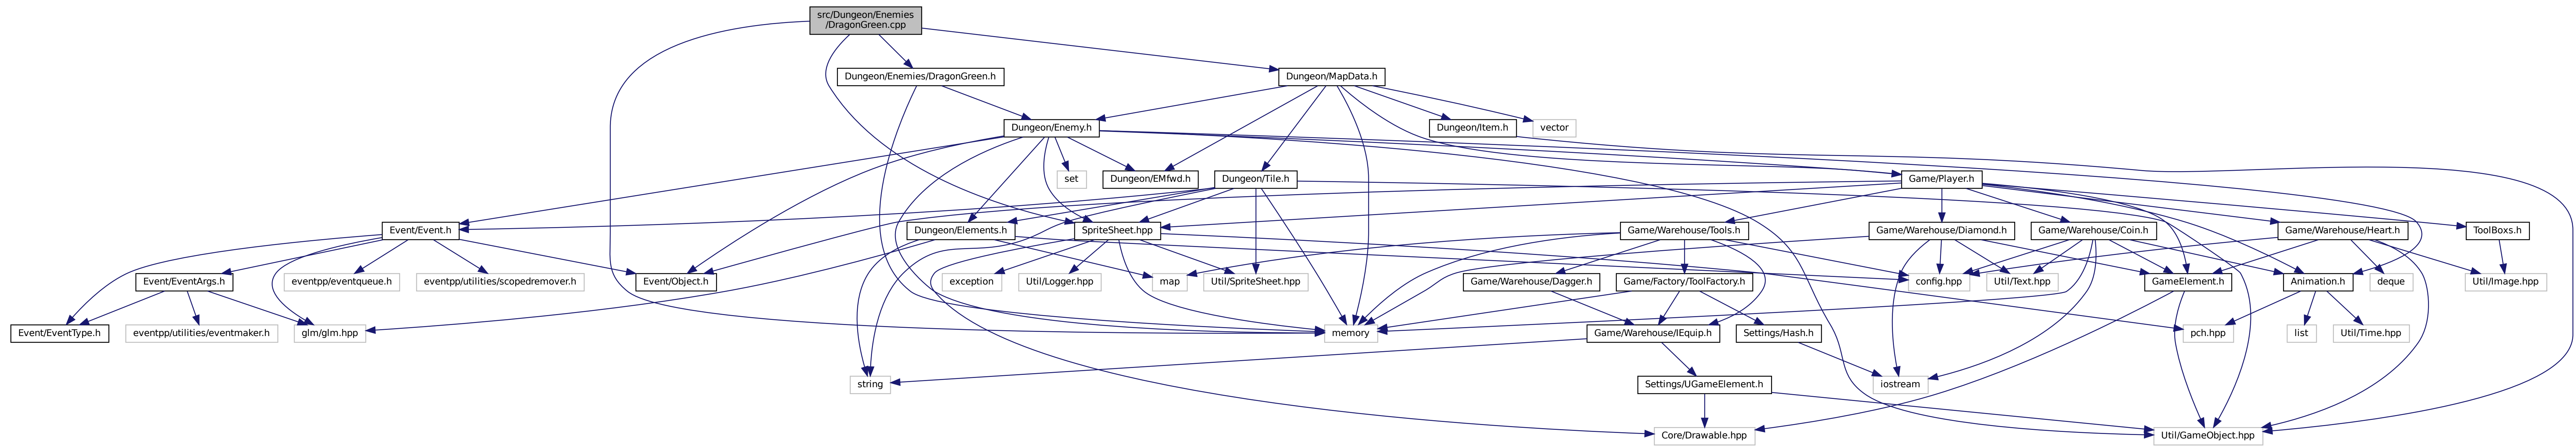 src/Dungeon/Enemies
/DragonGreen.cpp
Dungeon/Enemies/DragonGreen.h
Dungeon/MapData.h
Dungeon/Enemy.h
Dungeon/Item.h
vector
set
Dungeon/EMfwd.h
Dungeon/Tile.h
Game/Player.h
Event/Event.h
Dungeon/Elements.h
SpriteSheet.hpp
Game/Warehouse/Tools.h
Game/Warehouse/Diamond.h
Game/Warehouse/Coin.h
Game/Warehouse/Heart.h
ToolBoxs.h
Event/EventArgs.h
eventpp/eventqueue.h
eventpp/utilities/scopedremover.h
Event/Object.h
exception
Util/Logger.hpp
map
Util/SpriteSheet.hpp
Game/Warehouse/Dagger.h
Game/Factory/ToolFactory.h
config.hpp
Util/Text.hpp
GameElement.h
Animation.h
deque
Util/Image.hpp
Event/EventType.h
eventpp/utilities/eventmaker.h
glm/glm.hpp
memory
Game/Warehouse/IEquip.h
Settings/Hash.h
pch.hpp
list
Util/Time.hpp
string
Settings/UGameElement.h
iostream
Core/Drawable.hpp
Util/GameObject.hpp